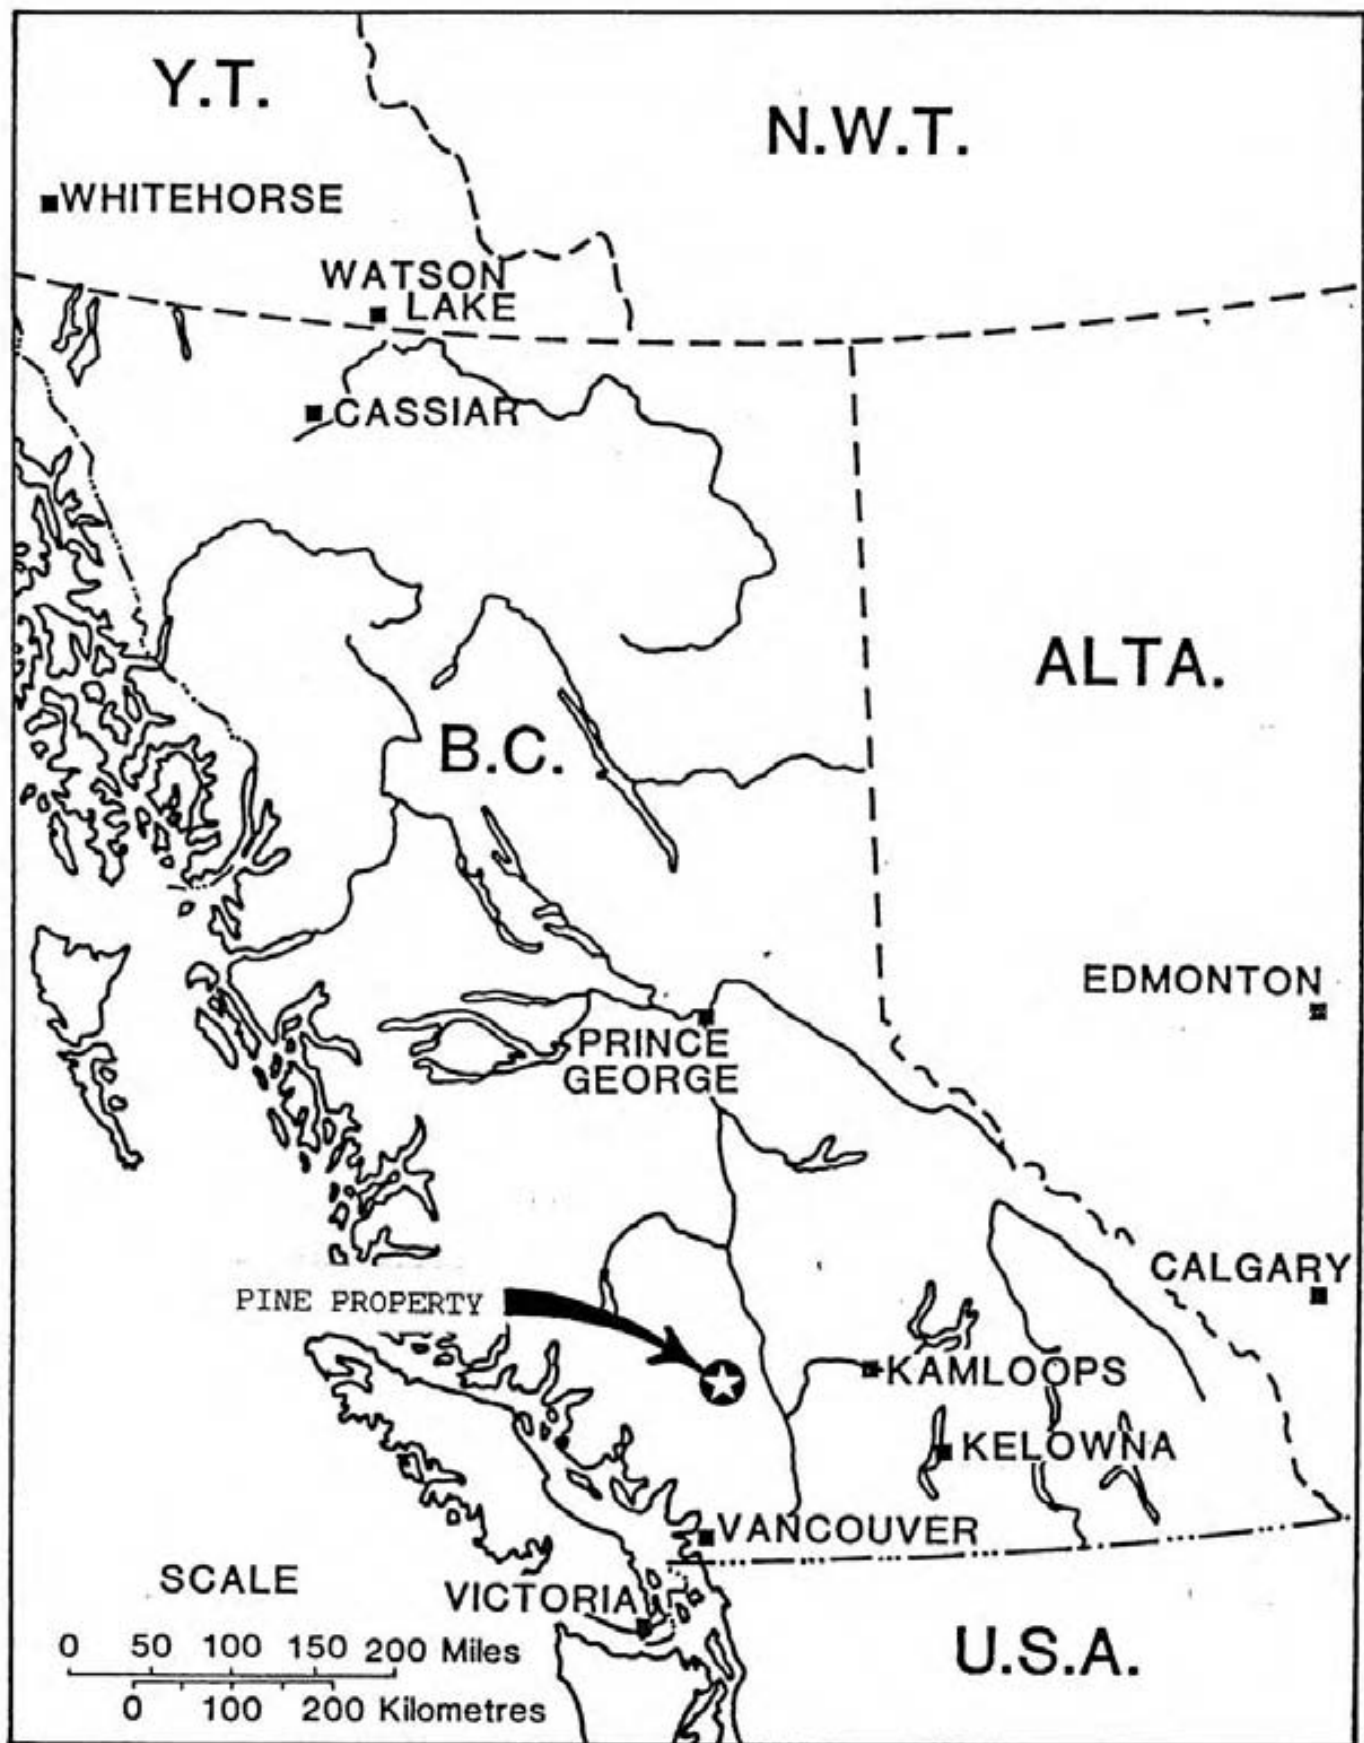 Y.T.
N.W.T.
WHITEHORSE
WATSON
LAKE
CASSIAR
ALTA.
B.C.
EDMONTON
PRINCE
GEORGE
CALGARY
PINE PROPERTY
KAMLOOPS
KELOWNA
VANCOUVER
SCALE
VICTORIA
0 50 100 150 200 Miles
0 100 200 Kilometres
U.S.A.